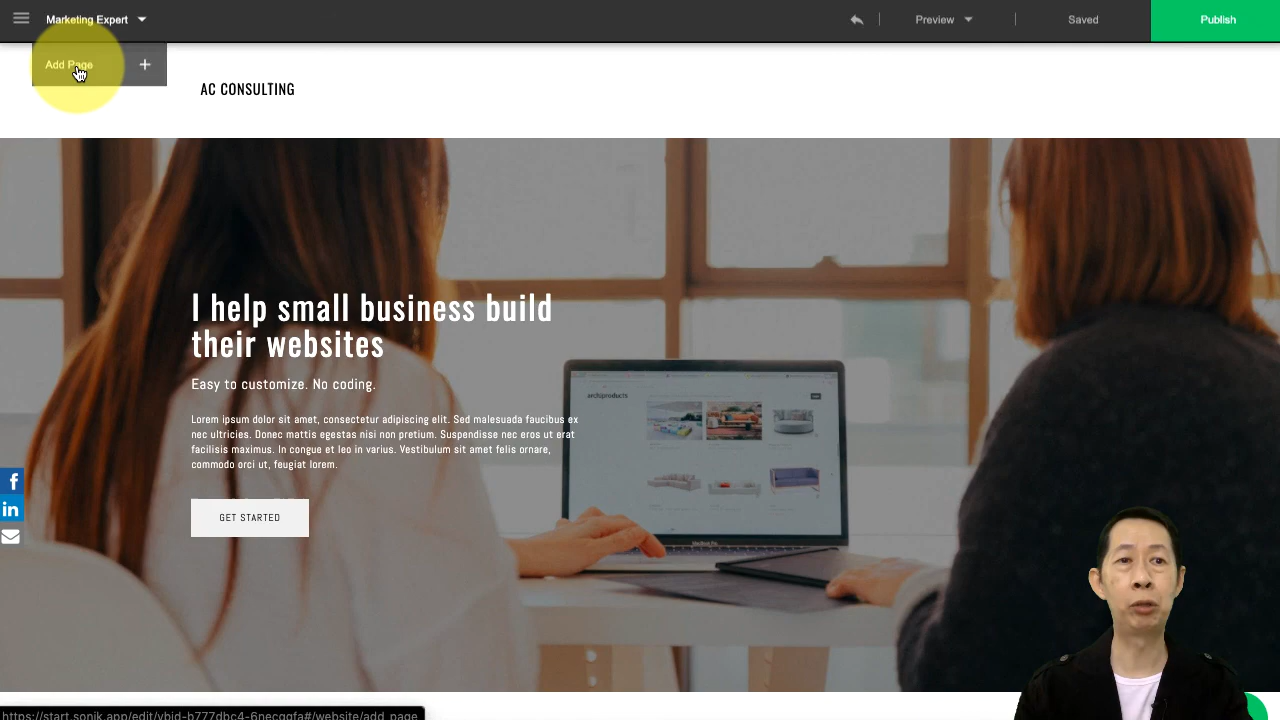 Marketing Expert
Preview
Saved
Publish
Add Page
AC CONSULTING
I help small business build
their websites
Easy to customize. No coding.
Lorem ipsum dolor sit amet, consectetur adipiscing elit. Sed malesuada faucibus ex
nec ultricies. Donec mattis egestas nisi non pretium. Suspendisse nec eros ut erat
facilisis maximus. In congue et leo in varius. Vestibulum sit amet felis ornare,
commodo orci ut, feugiat lorem.
GET STARTED
archiproducts
MacBook Pro